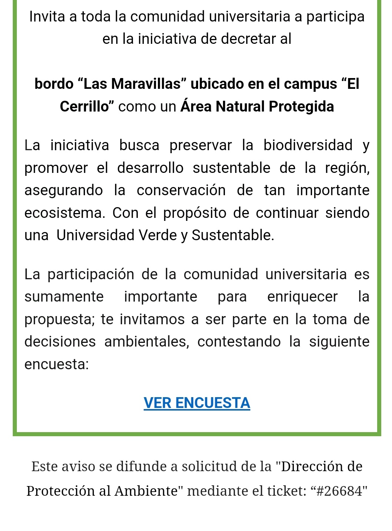 Invita a toda la comunidad universitaria a participa
en la iniciativa de decretar al
bordo “Las Maravillas” ubicado en el campus “El
Cerrillo” como un Área Natural Protegida
La iniciativa busca preservar la biodiversidad y
promover el desarrollo sustentable de la región,
asegurando la conservación de tan importante
ecosistema. Con el propósito de continuar siendo
una Universidad Verde y Sustentable.
La participación de la comunidad universitaria es
sumamente importante para enriquecer la
propuesta; te invitamos a ser parte en la toma de
decisiones ambientales, contestando la siguiente
encuesta:
VER ENCUESTA
Este aviso se difunde a solicitud de la "Dirección de
Protección al Ambiente" mediante el ticket: “#26684"